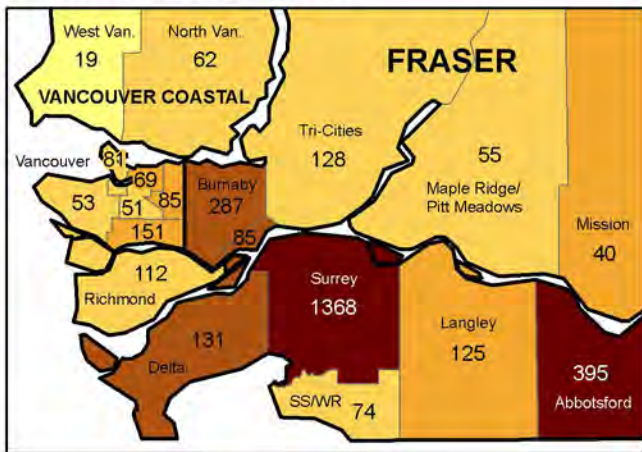 West Van.
19
North Van.
62
VANCOUVER COASTAL
FRASER
Tri-Cities
128
55
Maple Ridge/
Pitt Meadows
Mission
40
Vancouver
81
69
85
53
51
151
Burnaby
287
85
112
Richmond
131
Delta
Surrey
1368
Langley
125
395
Abbotsford
SS/WR
74